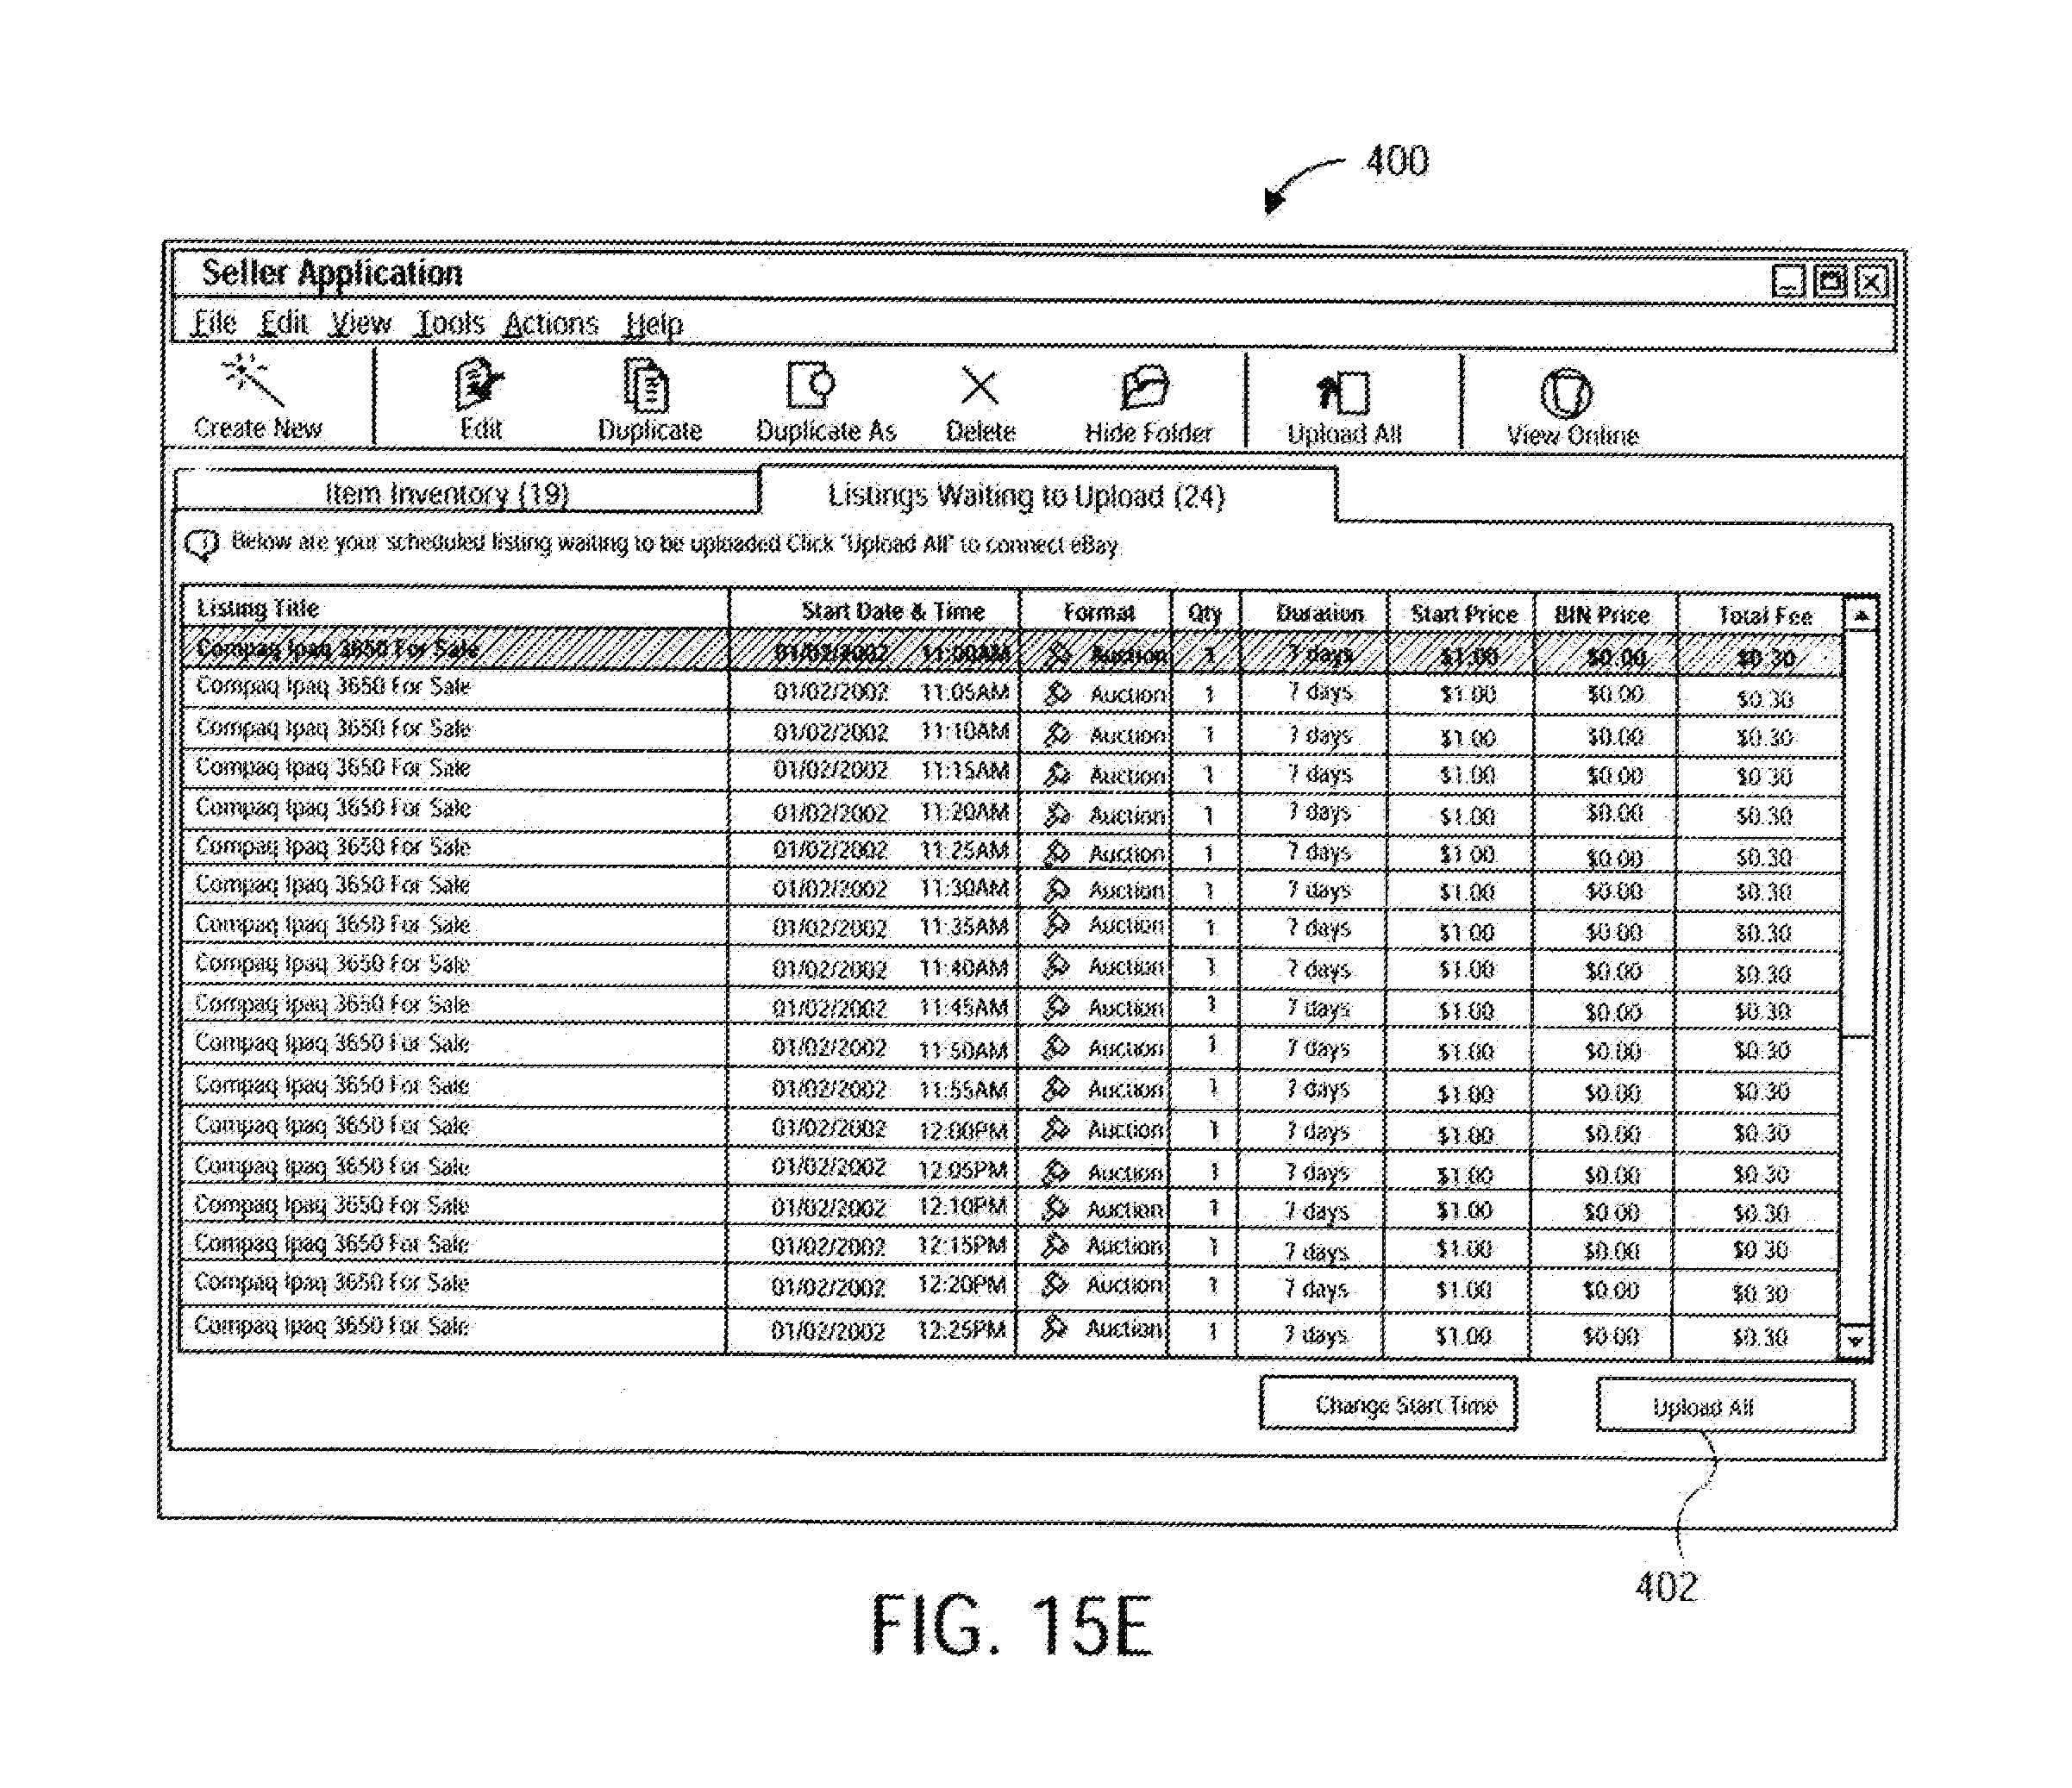 400
Seller Application
File Edit View Tools Actions Help
Create New Edit Duplicate Duplicate As Delete Hide Folder Upload All View Online
Item Inventory (19) Listings Waiting to Upload (24)
Below are your scheduled listing waiting to be uploaded Click "Upload All" to connect eBay
Listing Title Start Date & Time Format Qty Duration Start Price BIN Price Total Fee
Compaq Ipaq 3650 For Sale 01/02/2002 11:00AM Auction 1 7 days $1.00 $0.00 $0.30
Compaq Ipaq 3650 For Sale 01/02/2002 11:05AM Auction 1 7 days $1.00 $0.00 $0.30
Compaq Ipaq 3650 For Sale 01/02/2002 11:10AM Auction 1 7 days $1.00 $0.00 $0.30
Compaq Ipaq 3650 For Sale 01/02/2002 11:15AM Auction 1 7 days $1.00 $0.00 $0.30
Compaq Ipaq 3650 For Sale 01/02/2002 11:20AM Auction 1 7 days $1.00 $0.00 $0.30
Compaq Ipaq 3650 For Sale 01/02/2002 11:25AM Auction 1 7 days $1.00 $0.00 $0.30
Compaq Ipaq 3650 For Sale 01/02/2002 11:30AM Auction 1 7 days $1.00 $0.00 $0.30
Compaq Ipaq 3650 For Sale 01/02/2002 11:35AM Auction 1 7 days $1.00 $0.00 $0.30
Compaq Ipaq 3650 For Sale 01/02/2002 11:40AM Auction 1 7 days $1.00 $0.00 $0.30
Compaq Ipaq 3650 For Sale 01/02/2002 11:45AM Auction 1 7 days $1.00 $0.00 $0.30
Compaq Ipaq 3650 For Sale 01/02/2002 11:50AM Auction 1 7 days $1.00 $0.00 $0.30
Compaq Ipaq 3650 For Sale 01/02/2002 11:55AM Auction 1 7 days $1.00 $0.00 $0.30
Compaq Ipaq 3650 For Sale 01/02/2002 12:00PM Auction 1 7 days $1.00 $0.00 $0.30
Compaq Ipaq 3650 For Sale 01/02/2002 12:05PM Auction 1 7 days $1.00 $0.00 $0.30
Compaq Ipaq 3650 For Sale 01/02/2002 12:10PM Auction 1 7 days $1.00 $0.00 $0.30
Compaq Ipaq 3650 For Sale 01/02/2002 12:15PM Auction 1 7 days $1.00 $0.00 $0.30
Compaq Ipaq 3650 For Sale 01/02/2002 12:20PM Auction 1 7 days $1.00 $0.00 $0.30
Compaq Ipaq 3650 For Sale 01/02/2002 12:25PM Auction 1 7 days $1.00 $0.00 $0.30
Change Start Time Upload All
402
FIG. 15E